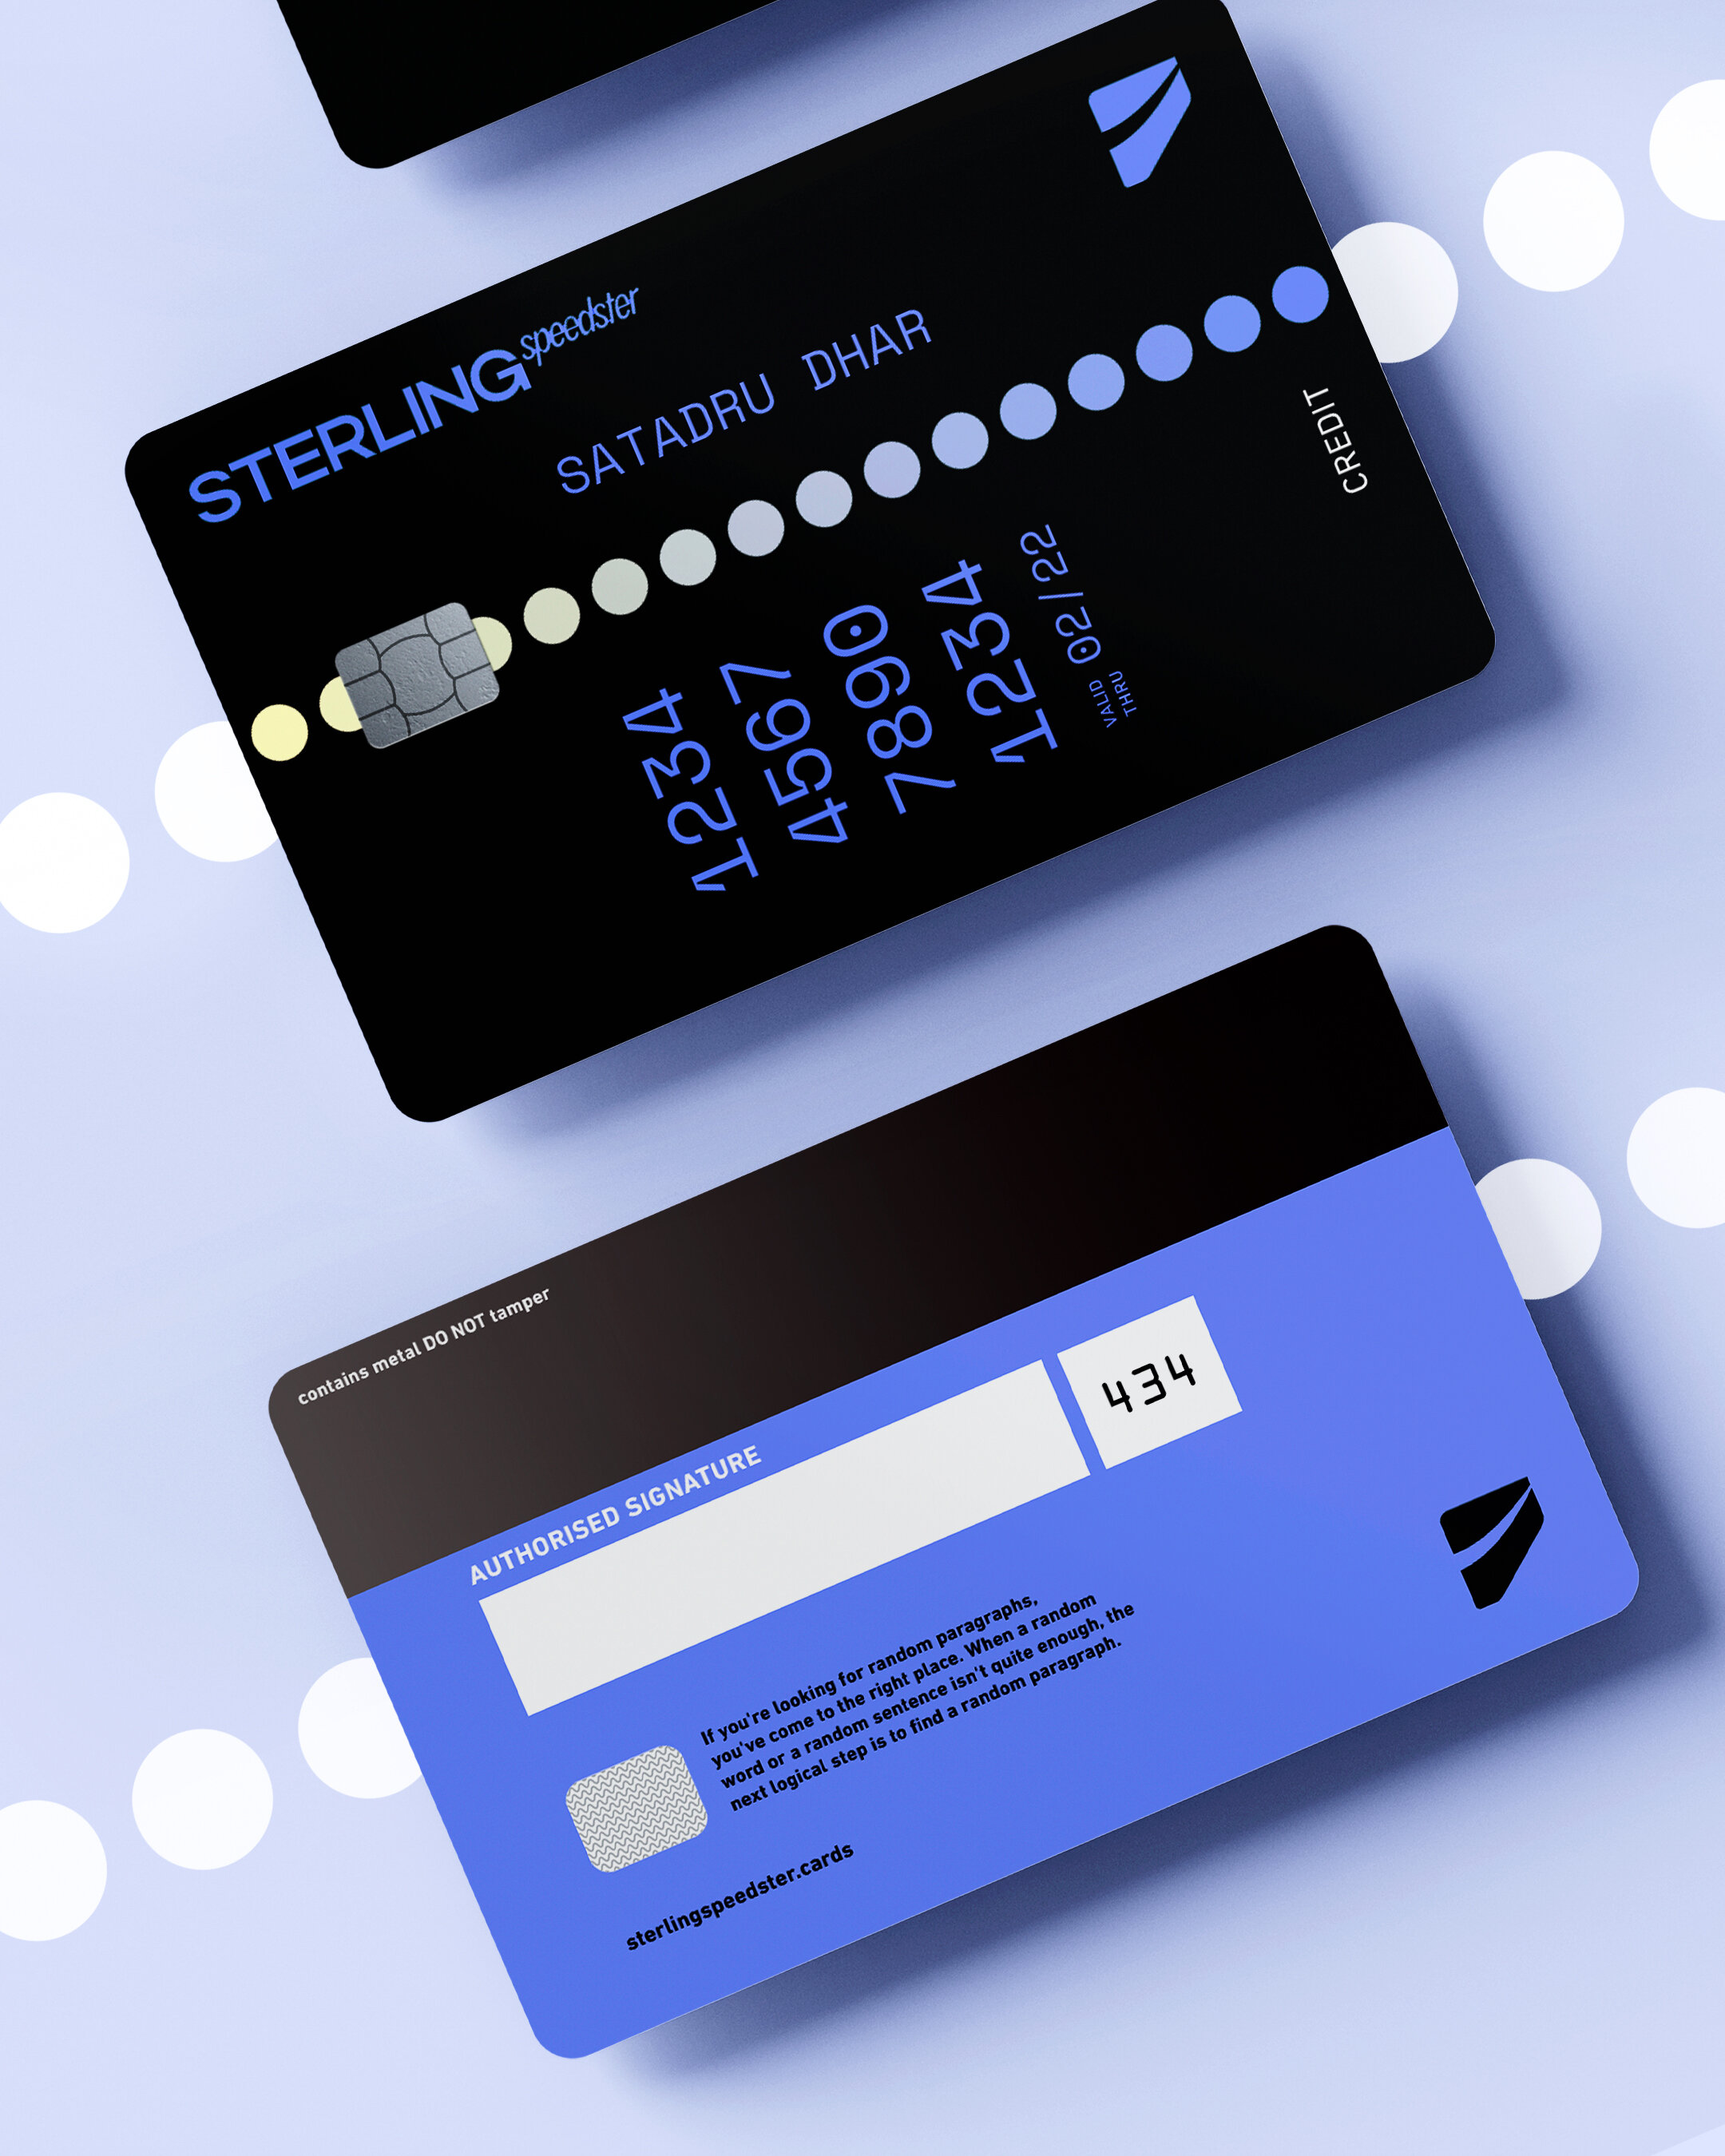 STERLING speedster
SATADRU DHAR
1234
4567
7890
1234
VALID
THRU
02/22
CREDIT
contains metal DO NOT tamper
AUTHORISED SIGNATURE
434
If you're looking for random paragraphs,
you've come to the right place. When a random
word or a random sentence isn't quite enough, the
next logical step is to find a random paragraph.
sterlingspeedster.cards